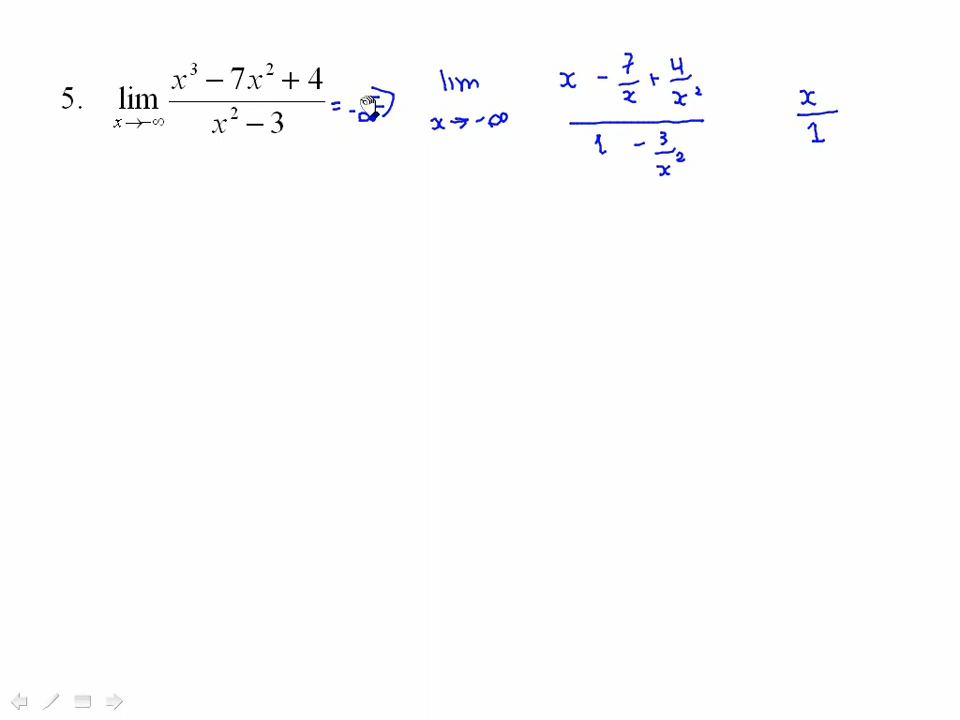 5. lim x→-∞ (x³ − 7x² + 4)/(x² − 3) = -∞
lim x→-∞ (x - 7/x + 4/x²)/(1 - 3/x²)
x/1